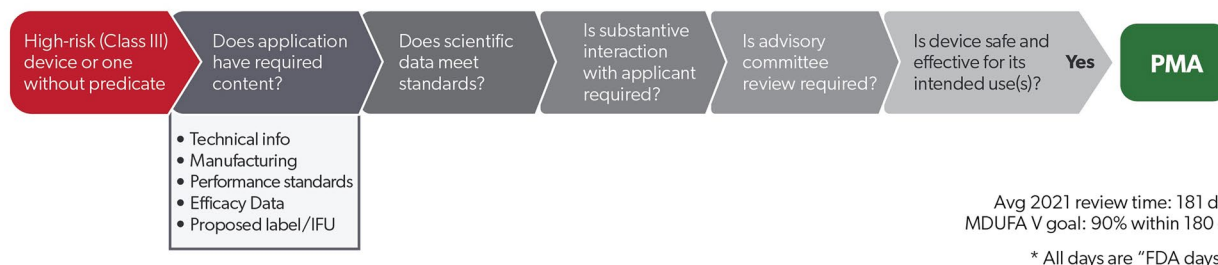 High-risk (Class III)
device or one
without predicate
Does application
have required
content?
Does scientific
data meet
standards?
Is substantive
interaction
with applicant
required?
Is advisory
committee
review required?
Is device safe and
effective for its
intended use(s)?
Yes
PMA
• Technical info
• Manufacturing
• Performance standards
• Efficacy Data
• Proposed label/IFU
Avg 2021 review time: 181 d
MDUFA V goal: 90% within 180
* All days are “FDA days